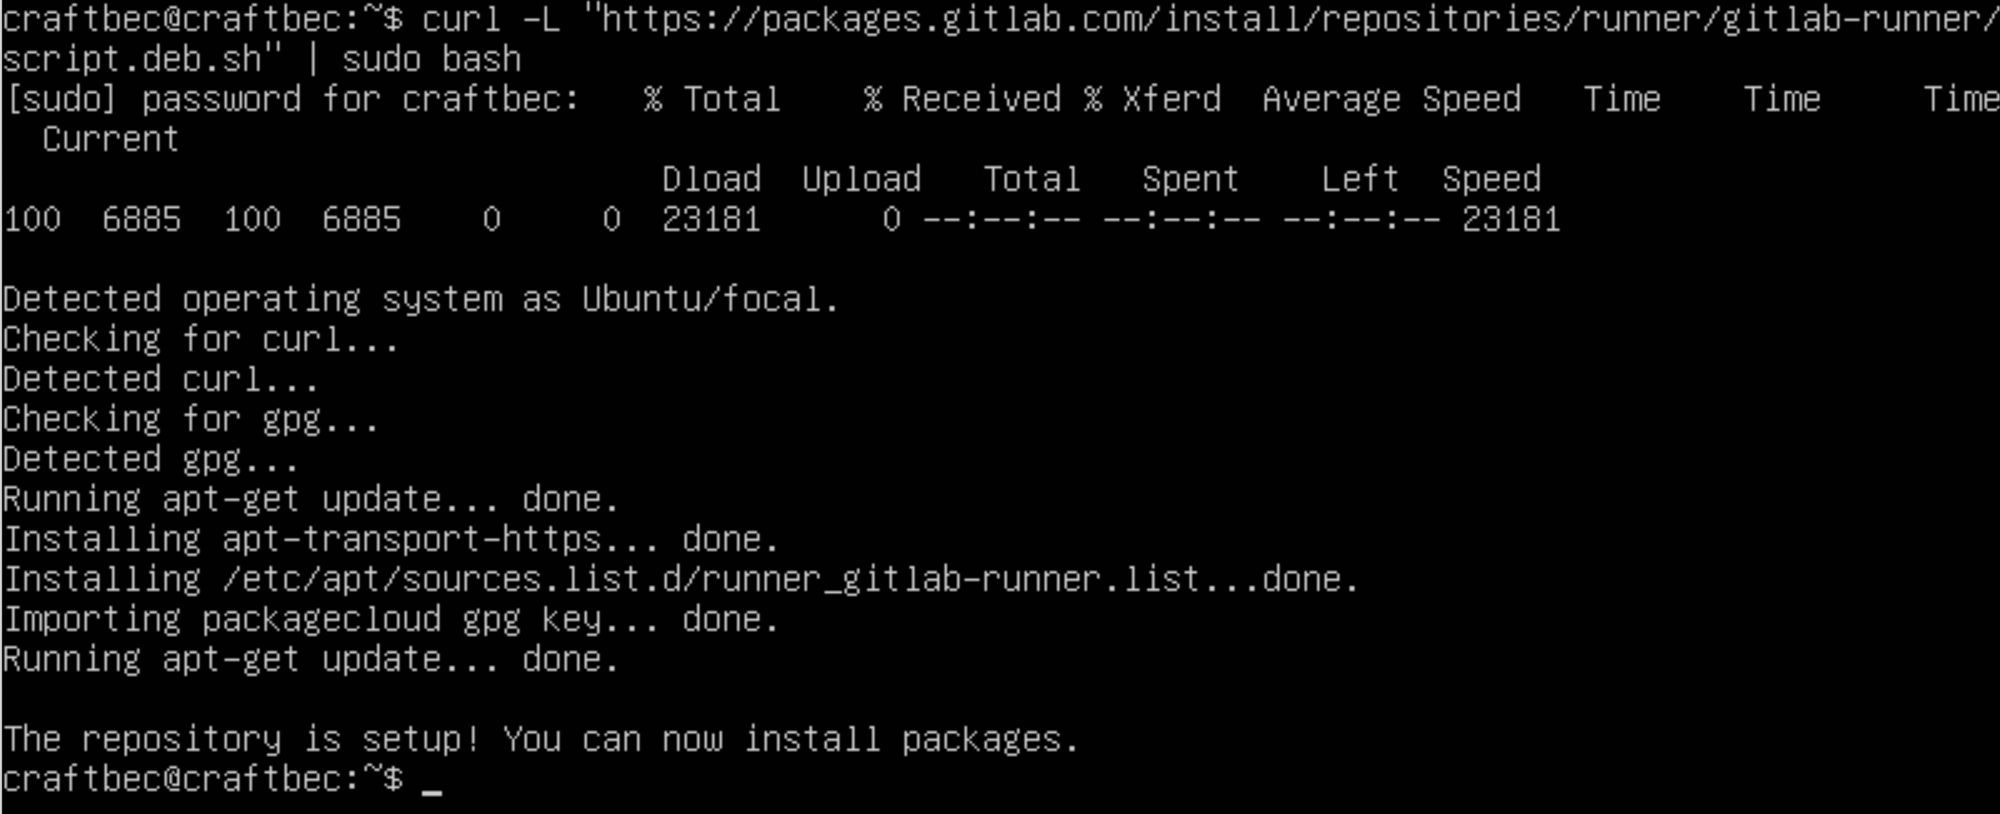 craftbec@craftbec:~$ curl -L "https://packages.gitlab.com/install/repositories/runner/gitlab-runner/
script.deb.sh" | sudo bash
[sudo] password for craftbec:   % Total    % Received % Xferd  Average Speed   Time    Time     Time
  Current
                                 Dload  Upload   Total   Spent    Left  Speed
100  6885  100  6885    0     0  23181      0 --:--:-- --:--:-- --:--:-- 23181

Detected operating system as Ubuntu/focal.
Checking for curl...
Detected curl...
Checking for gpg...
Detected gpg...
Running apt-get update... done.
Installing apt-transport-https... done.
Installing /etc/apt/sources.list.d/runner_gitlab-runner.list...done.
Importing packagecloud gpg key... done.
Running apt-get update... done.

The repository is setup! You can now install packages.
craftbec@craftbec:~$ _